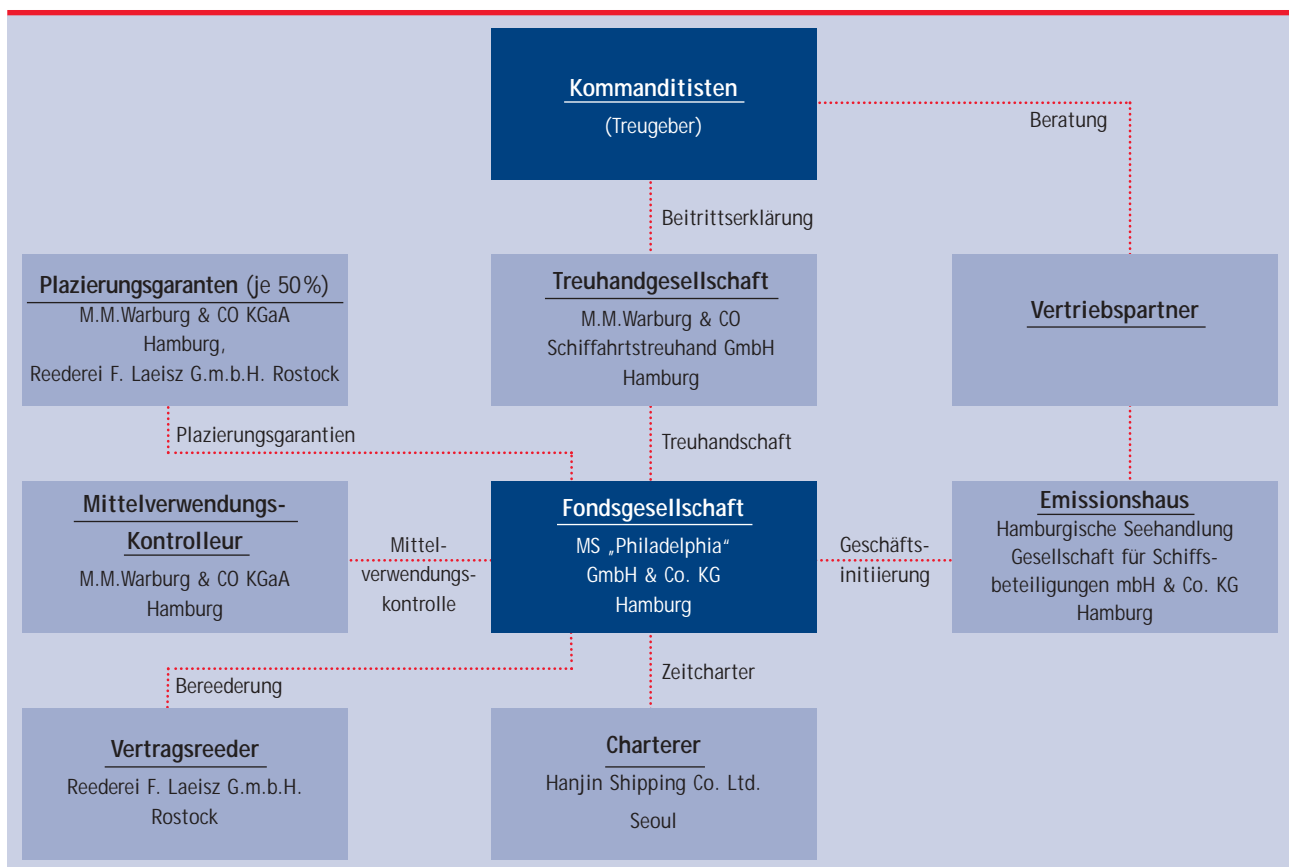 Kommanditisten
(Treugeber)
Beratung
Beitrittserklärung
Plazierungsgaranten (je 50%)
M.M.Warburg & CO KGaA
Hamburg,
Reederei F. Laeisz G.m.b.H. Rostock
Treuhandgesellschaft
M.M.Warburg & CO
Schiffahrtstreuhand GmbH
Hamburg
Vertriebspartner
Plazierungsgarantien
Treuhandschaft
Mittelverwendungs-
Kontrolleur
M.M.Warburg & CO KGaA
Hamburg
Mittel-
verwendungs-
kontrolle
Fondsgesellschaft
MS „Philadelphia“
GmbH & Co. KG
Hamburg
Geschäfts-
initiierung
Emissionshaus
Hamburgische Seehandlung
Gesellschaft für Schiffs-
beteiligungen mbH & Co. KG
Hamburg
Bereederung
Zeitcharter
Vertragsreeder
Reederei F. Laeisz G.m.b.H.
Rostock
Charterer
Hanjin Shipping Co. Ltd.
Seoul